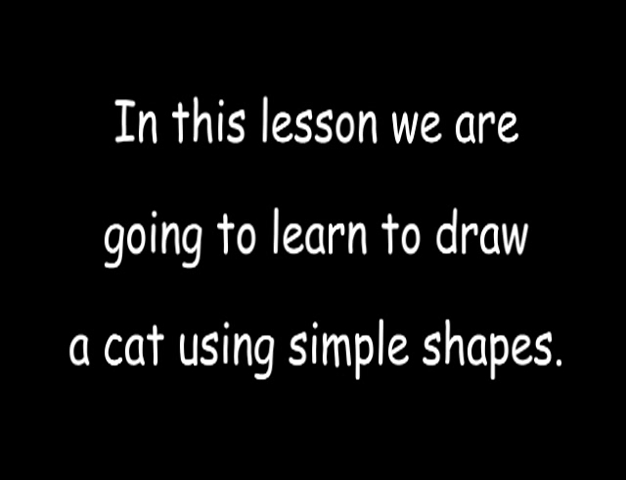 In this lesson we are
going to learn to draw
a cat using simple shapes.